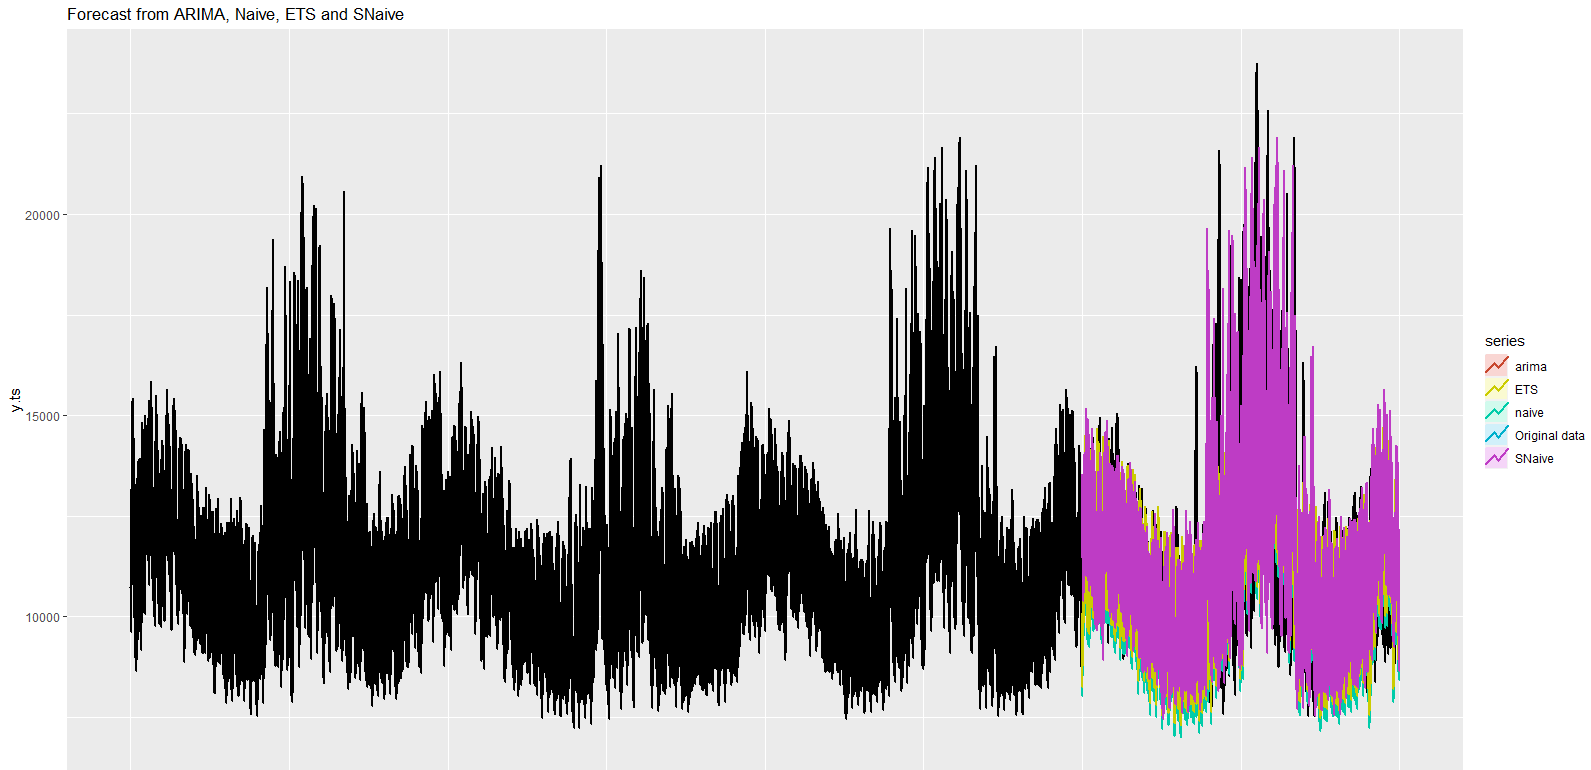 Forecast from ARIMA, Naive, ETS and SNaive
20000
15000
10000
y.ts
series
arima
ETS
naive
Original data
SNaive